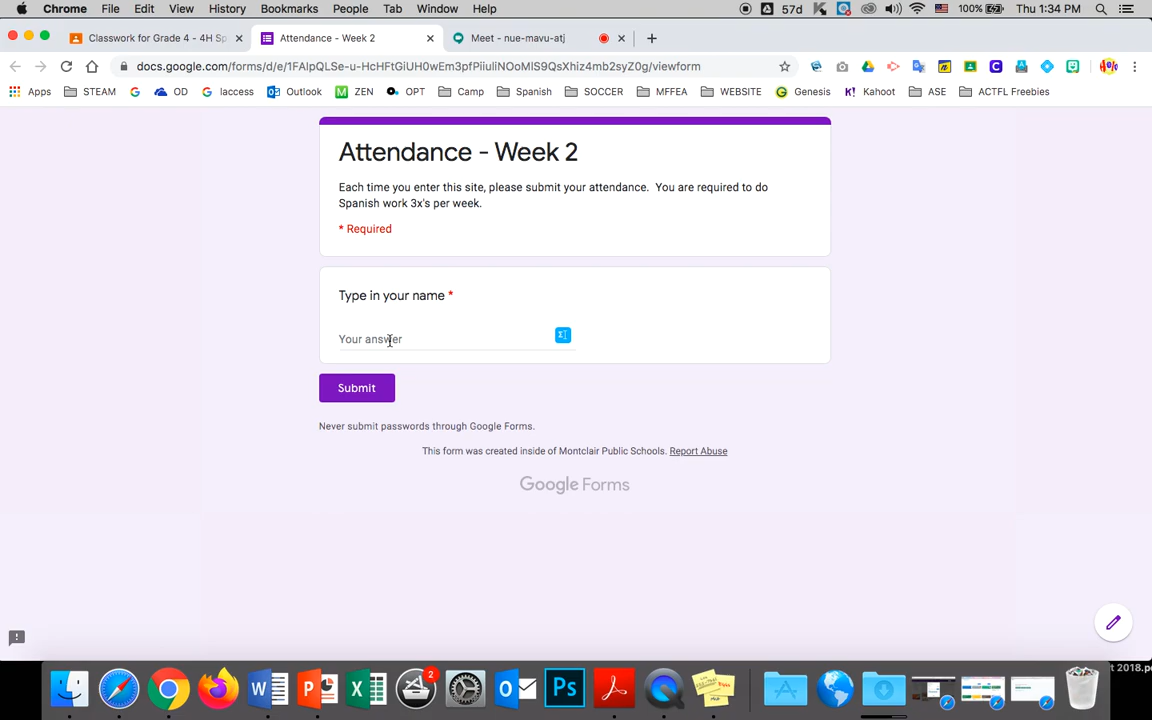 Chrome File Edit View History Bookmarks People Tab Window Help 57d 100% Thu 1:34 PM
Classwork for Grade 4 - 4H Sp × Attendance - Week 2 × Meet - nue-mavu-atj × +
docs.google.com/forms/d/e/1FAIpQLSe-u-HcHFtGiUH0wEm3pfPiiuIiNOoMIS9QsXhiz4mb2syZ0g/viewform
Apps STEAM OD Iaccess Outlook ZEN OPT Camp Spanish SOCCER MFFEA WEBSITE Genesis Kahoot ASE ACTFL Freebies
Attendance - Week 2
Each time you enter this site, please submit your attendance. You are required to do
Spanish work 3x's per week.
* Required
Type in your name *
Your answer
Submit
Never submit passwords through Google Forms.
This form was created inside of Montclair Public Schools. Report Abuse
Google Forms
t 2018.p
2